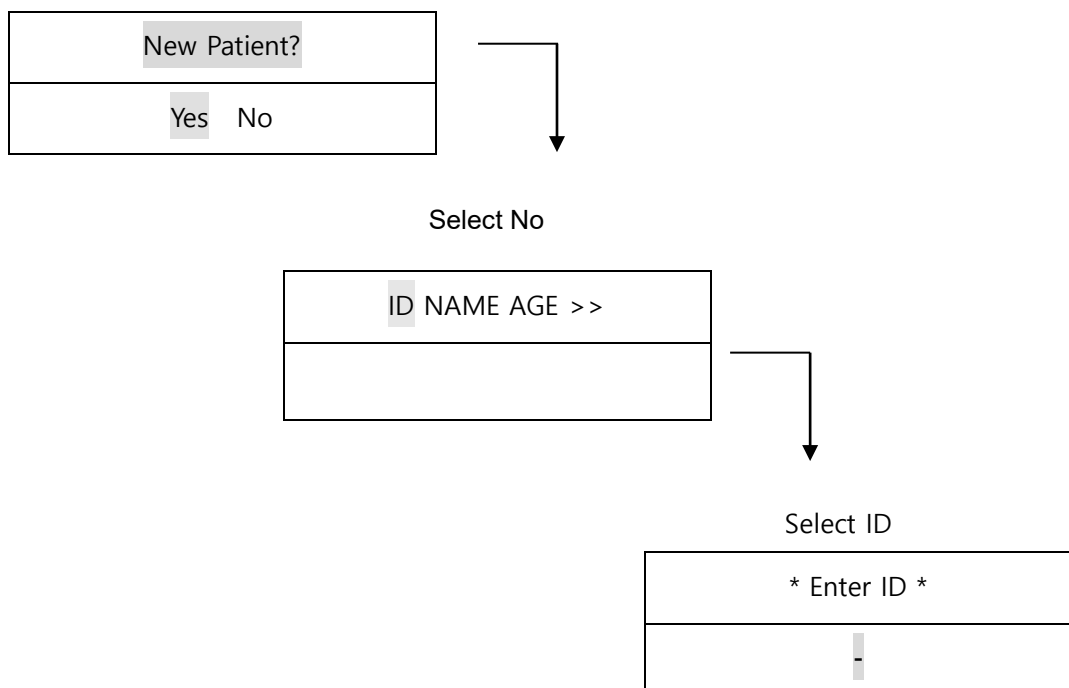 New Patient?
Yes No
Select No
ID NAME AGE >>
Select ID
* Enter ID *
-